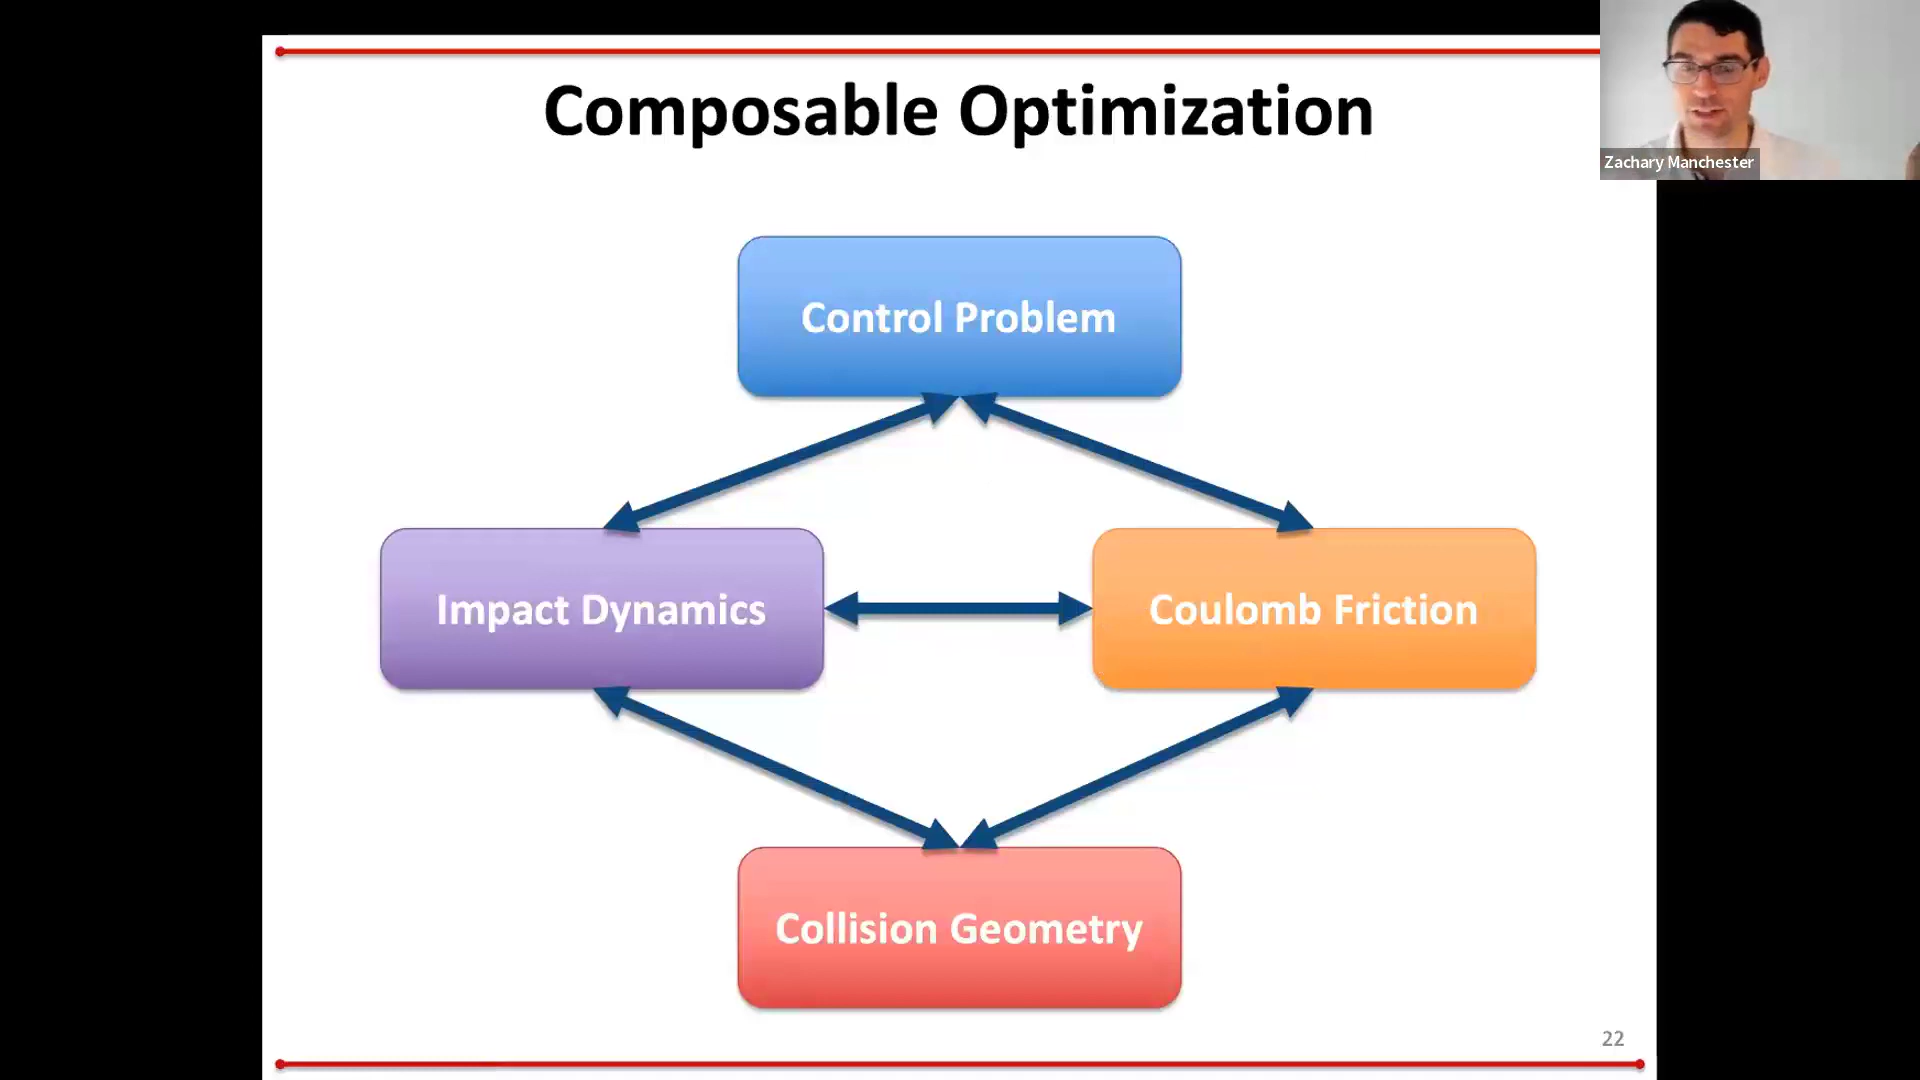 Composable Optimization
Zachary Manchester
Control Problem
Impact Dynamics
Coulomb Friction
Collision Geometry
22